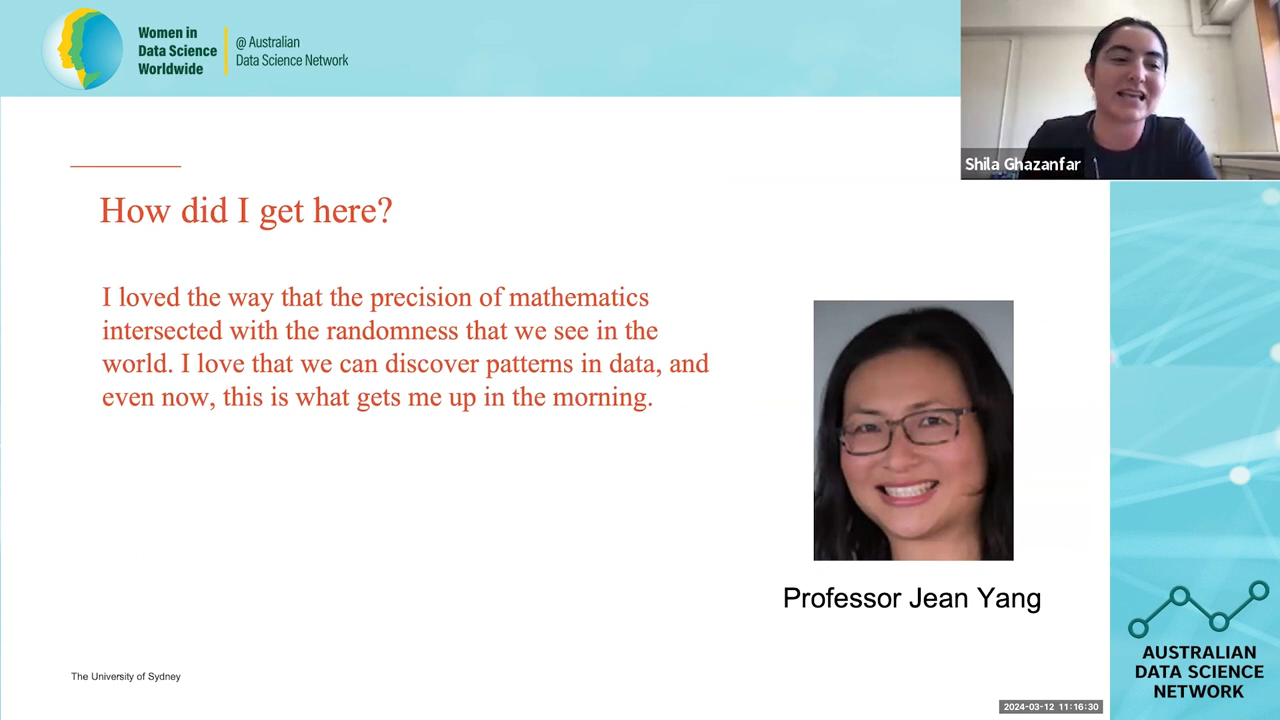 Women in
Data Science
Worldwide
@ Australian
Data Science Network
Shila Ghazanfar
How did I get here?
I loved the way that the precision of mathematics
intersected with the randomness that we see in the
world. I love that we can discover patterns in data, and
even now, this is what gets me up in the morning.
Professor Jean Yang
The University of Sydney
2024-03-12 11:16:30
AUSTRALIAN
DATA SCIENCE
NETWORK